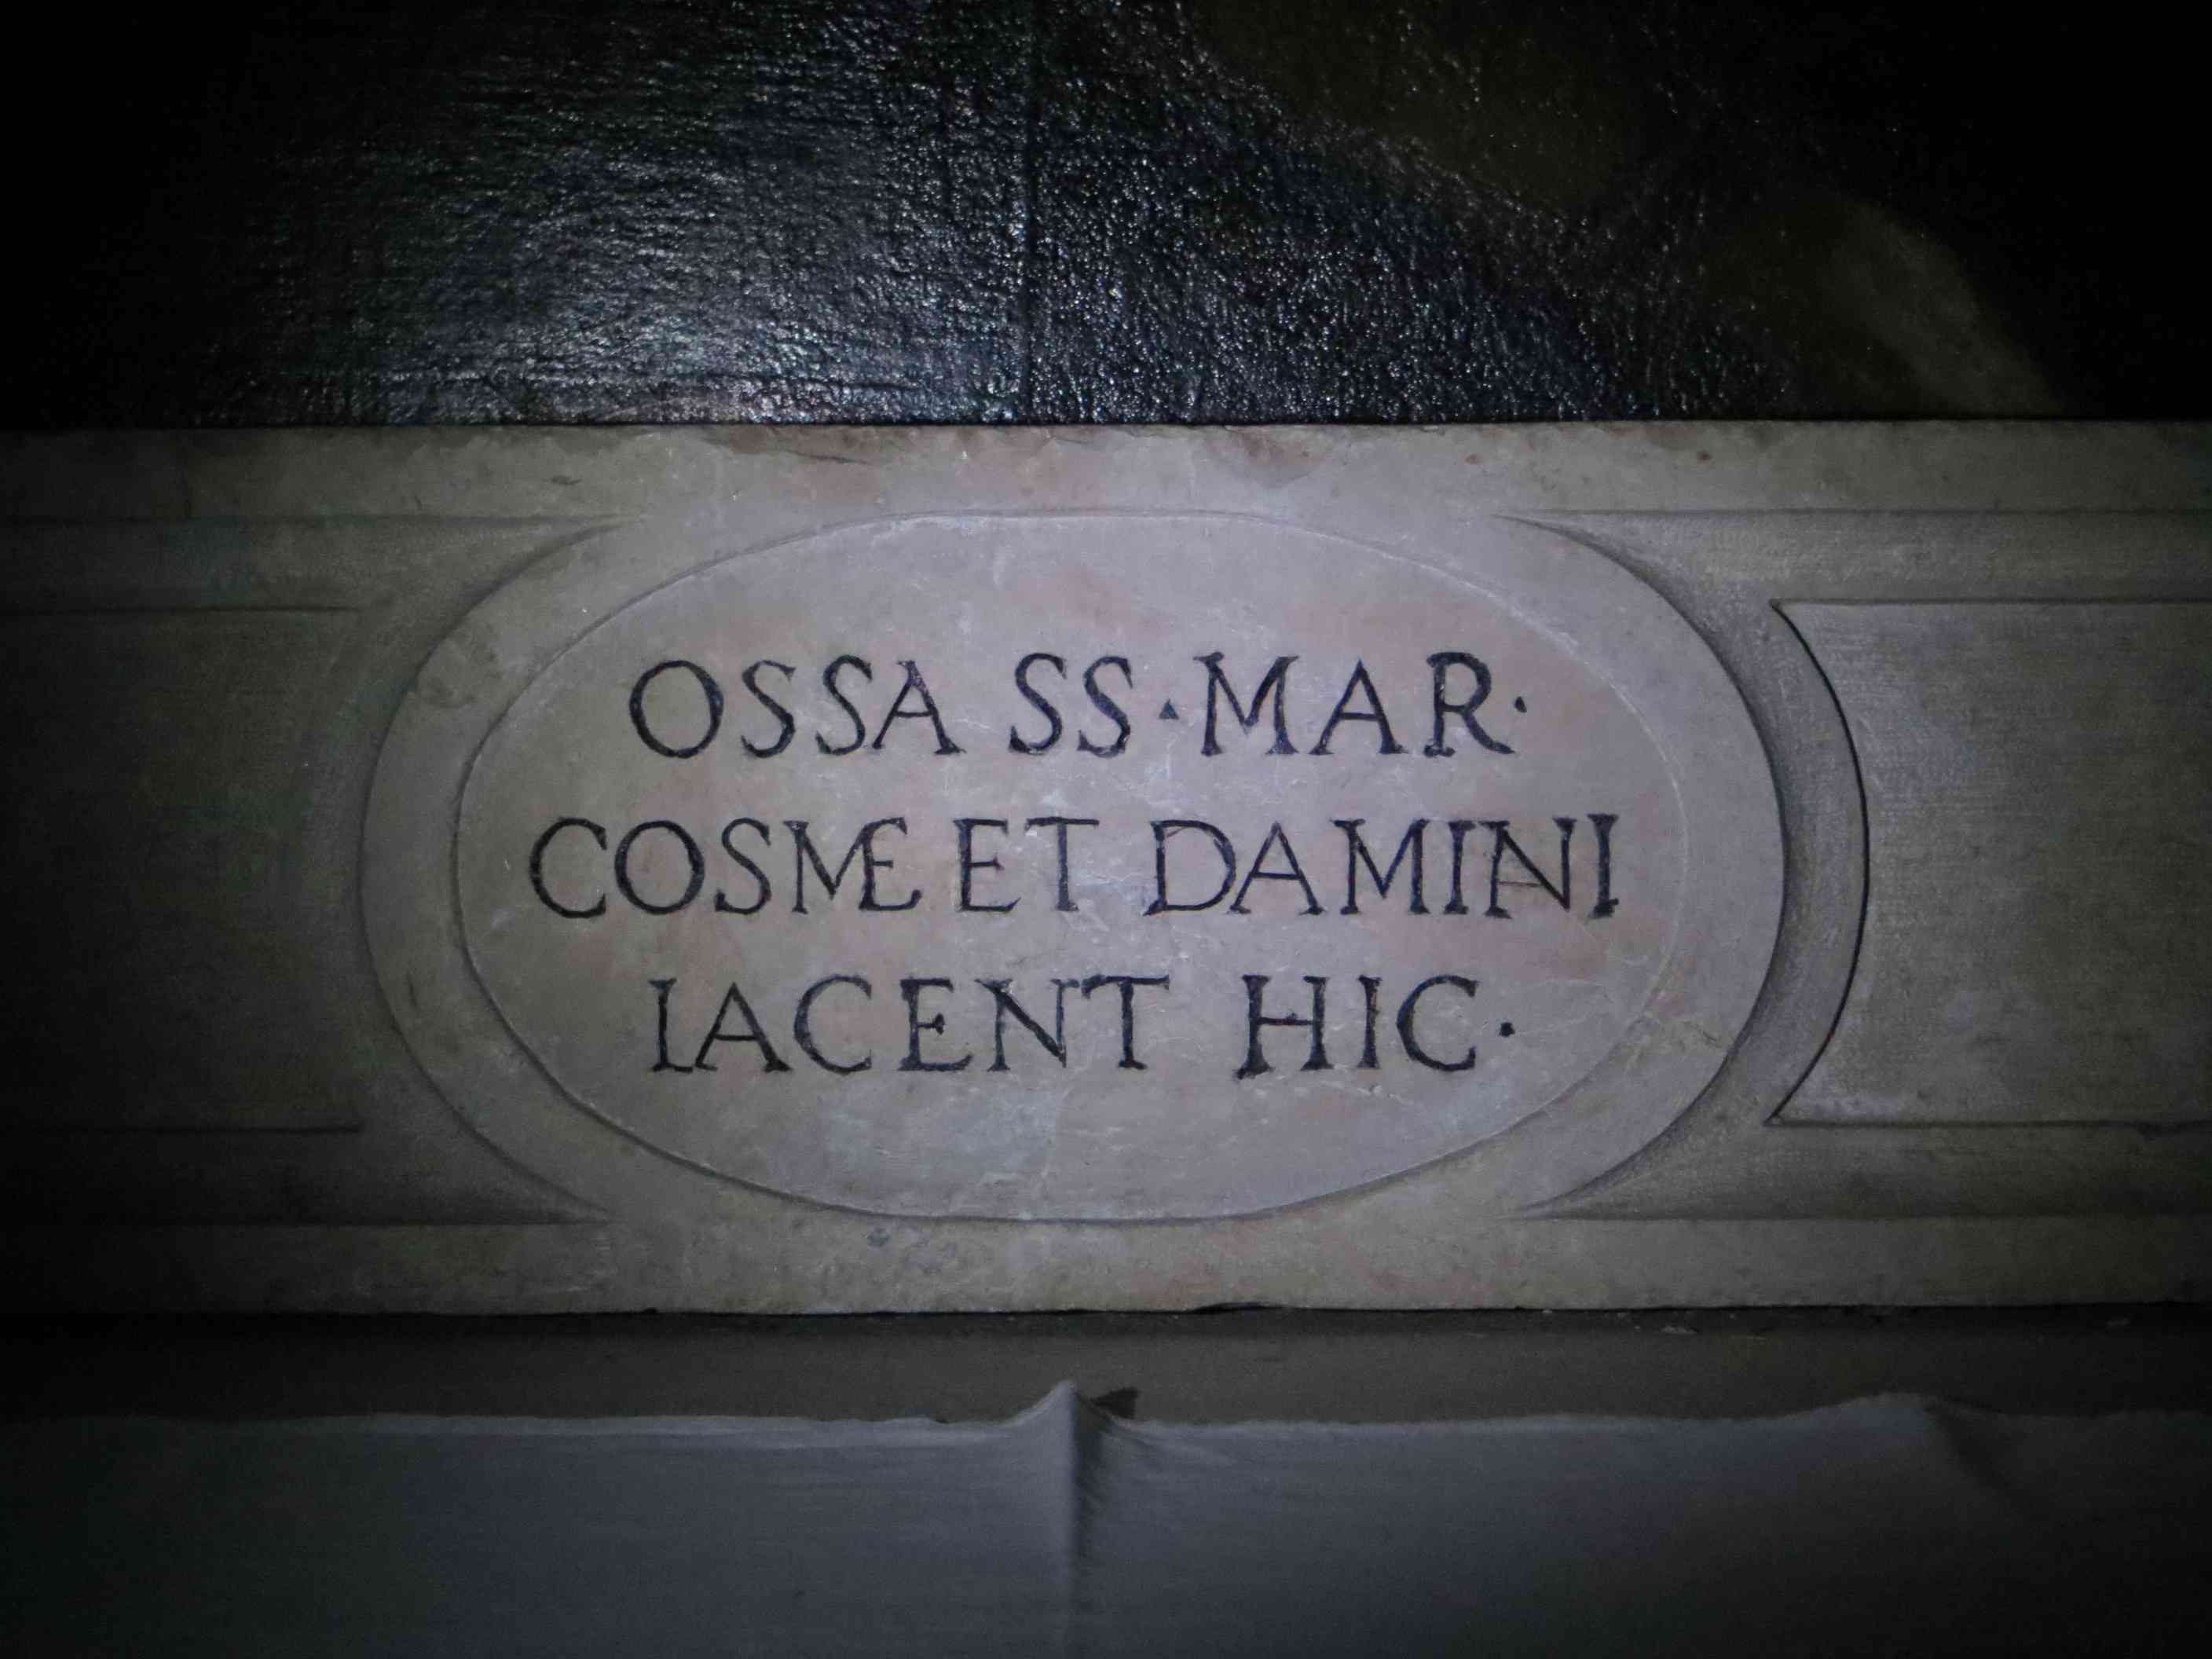 OSSA SS·MAR·
COSMÆ ET DAMIANI
IACENT HIC·